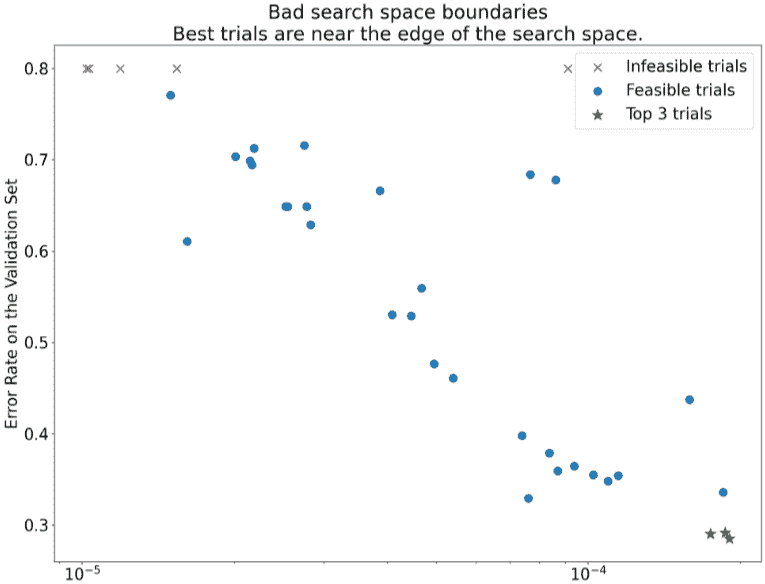 Bad search space boundaries
Best trials are near the edge of the search space.
Infeasible trials
Feasible trials
Top 3 trials
Error Rate on the Validation Set
0.8
0.7
0.6
0.5
0.4
0.3
10⁻⁵
10⁻⁴